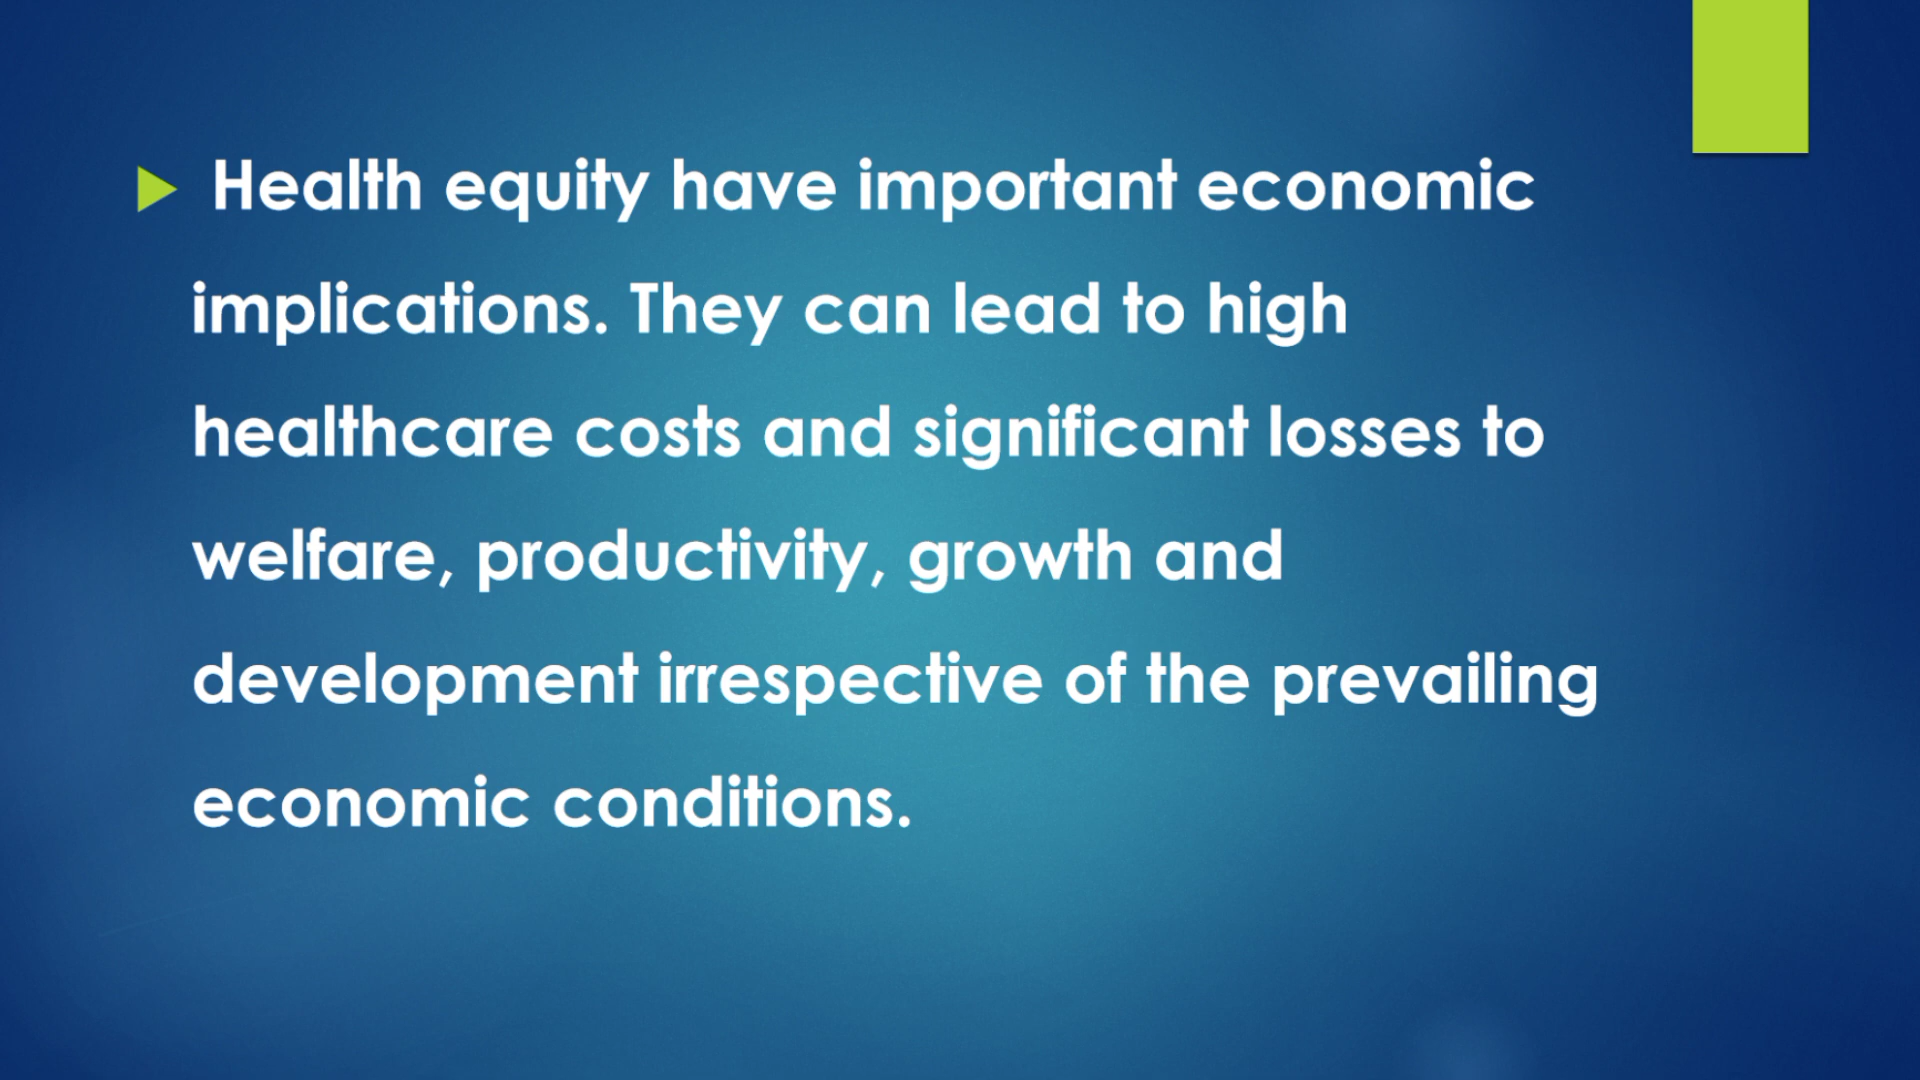 Health equity have important economic
implications. They can lead to high
healthcare costs and significant losses to
welfare, productivity, growth and
development irrespective of the prevailing
economic conditions.